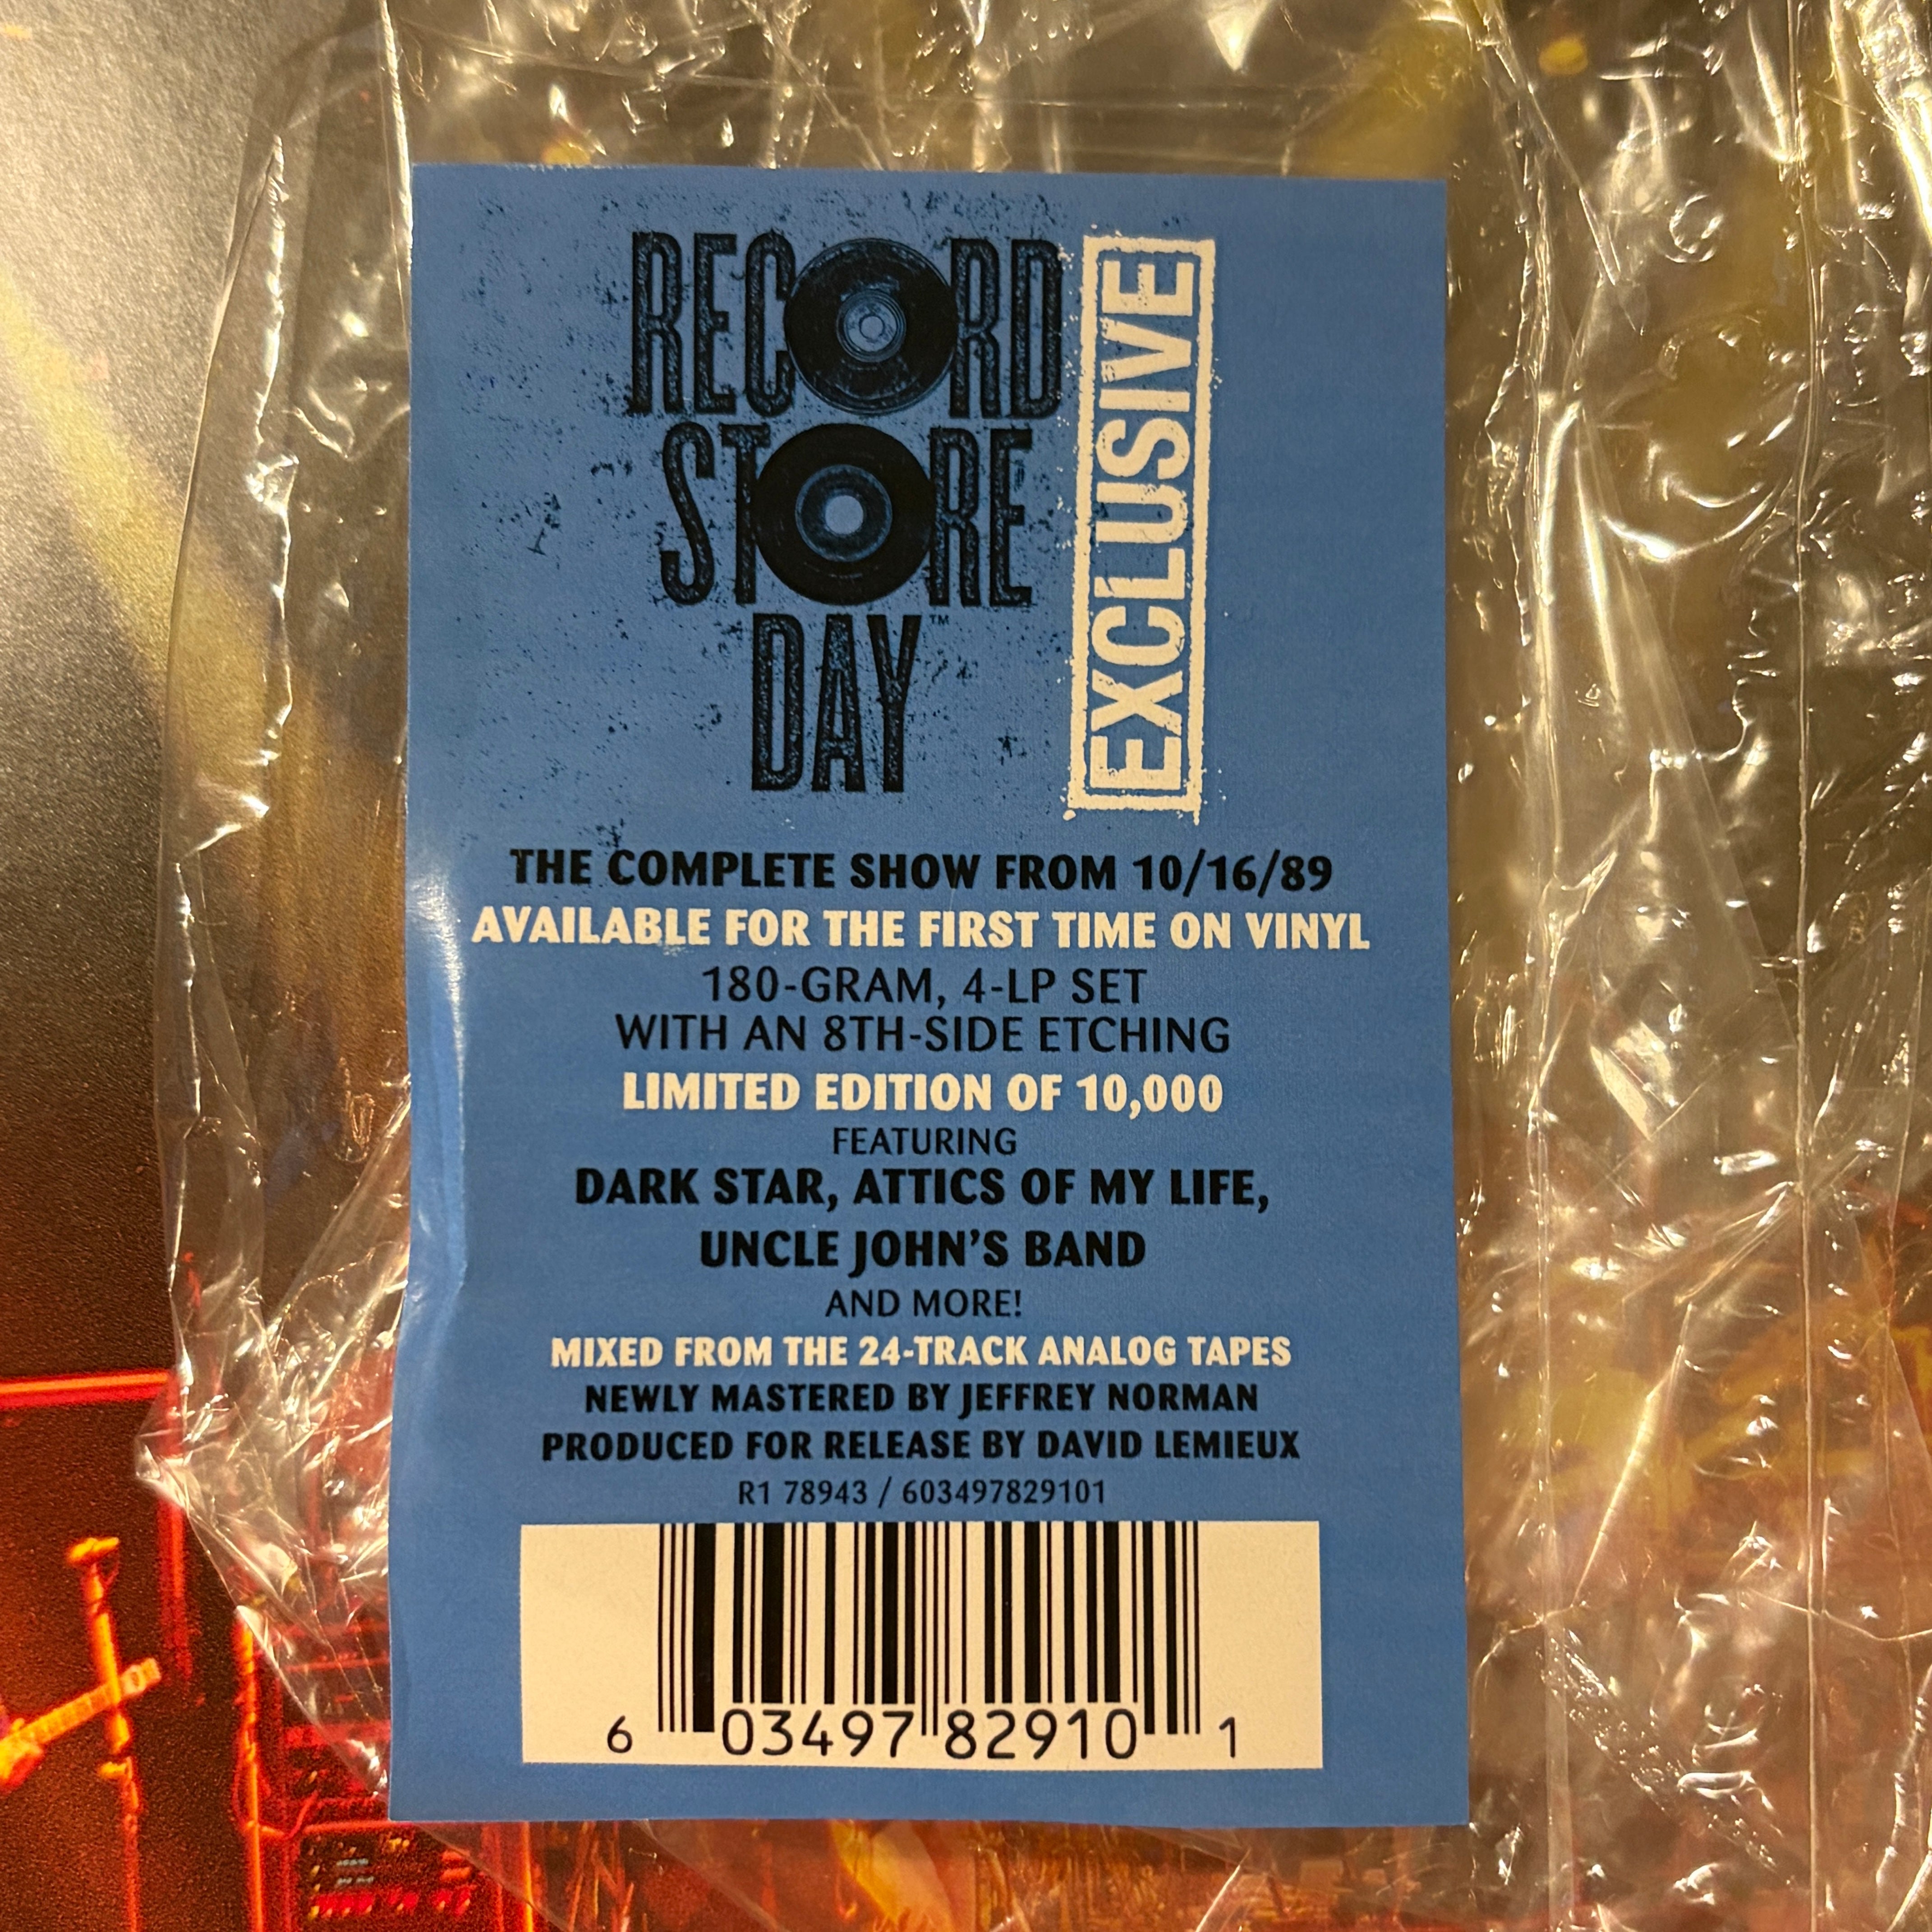 RECORD
STORE
DAY™
EXCLUSIVE
THE COMPLETE SHOW FROM 10/16/89
AVAILABLE FOR THE FIRST TIME ON VINYL
180-GRAM, 4-LP SET
WITH AN 8TH-SIDE ETCHING
LIMITED EDITION OF 10,000
FEATURING
DARK STAR, ATTICS OF MY LIFE,
UNCLE JOHN'S BAND
AND MORE!
MIXED FROM THE 24-TRACK ANALOG TAPES
NEWLY MASTERED BY JEFFREY NORMAN
PRODUCED FOR RELEASE BY DAVID LEMIEUX
R1 78943 / 603497829101
6 03497 82910 1